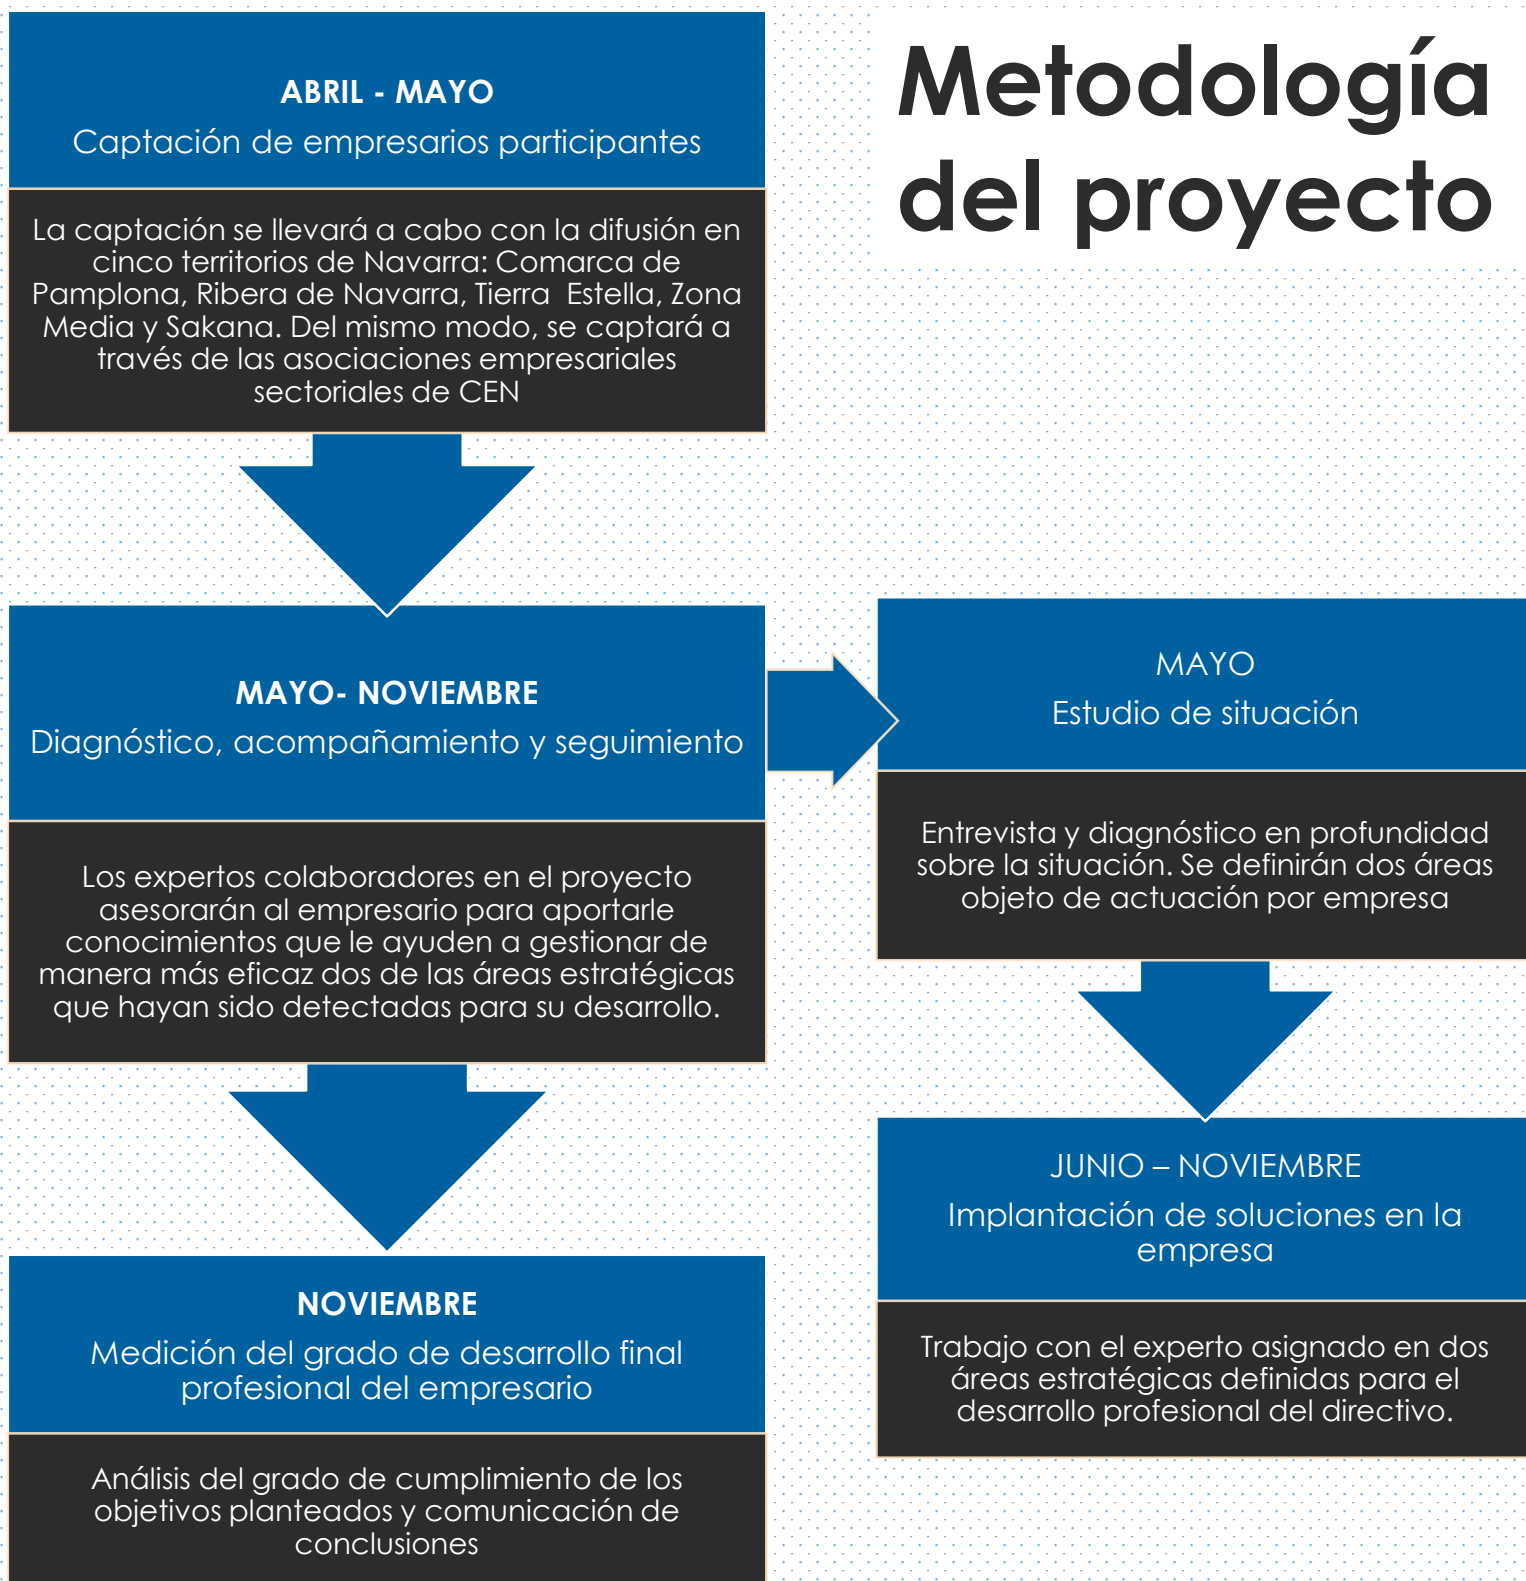 Metodología
del proyecto
ABRIL - MAYO
Captación de empresarios participantes
La captación se llevará a cabo con la difusión en
cinco territorios de Navarra: Comarca de
Pamplona, Ribera de Navarra, Tierra Estella, Zona
Media y Sakana. Del mismo modo, se captará a
través de las asociaciones empresariales
sectoriales de CEN
MAYO- NOVIEMBRE
Diagnóstico, acompañamiento y seguimiento
Los expertos colaboradores en el proyecto
asesorarán al empresario para aportarle
conocimientos que le ayuden a gestionar de
manera más eficaz dos de las áreas estratégicas
que hayan sido detectadas para su desarrollo.
MAYO
Estudio de situación
Entrevista y diagnóstico en profundidad
sobre la situación. Se definirán dos áreas
objeto de actuación por empresa
JUNIO – NOVIEMBRE
Implantación de soluciones en la
empresa
Trabajo con el experto asignado en dos
áreas estratégicas definidas para el
desarrollo profesional del directivo.
NOVIEMBRE
Medición del grado de desarrollo final
profesional del empresario
Análisis del grado de cumplimiento de los
objetivos planteados y comunicación de
conclusiones